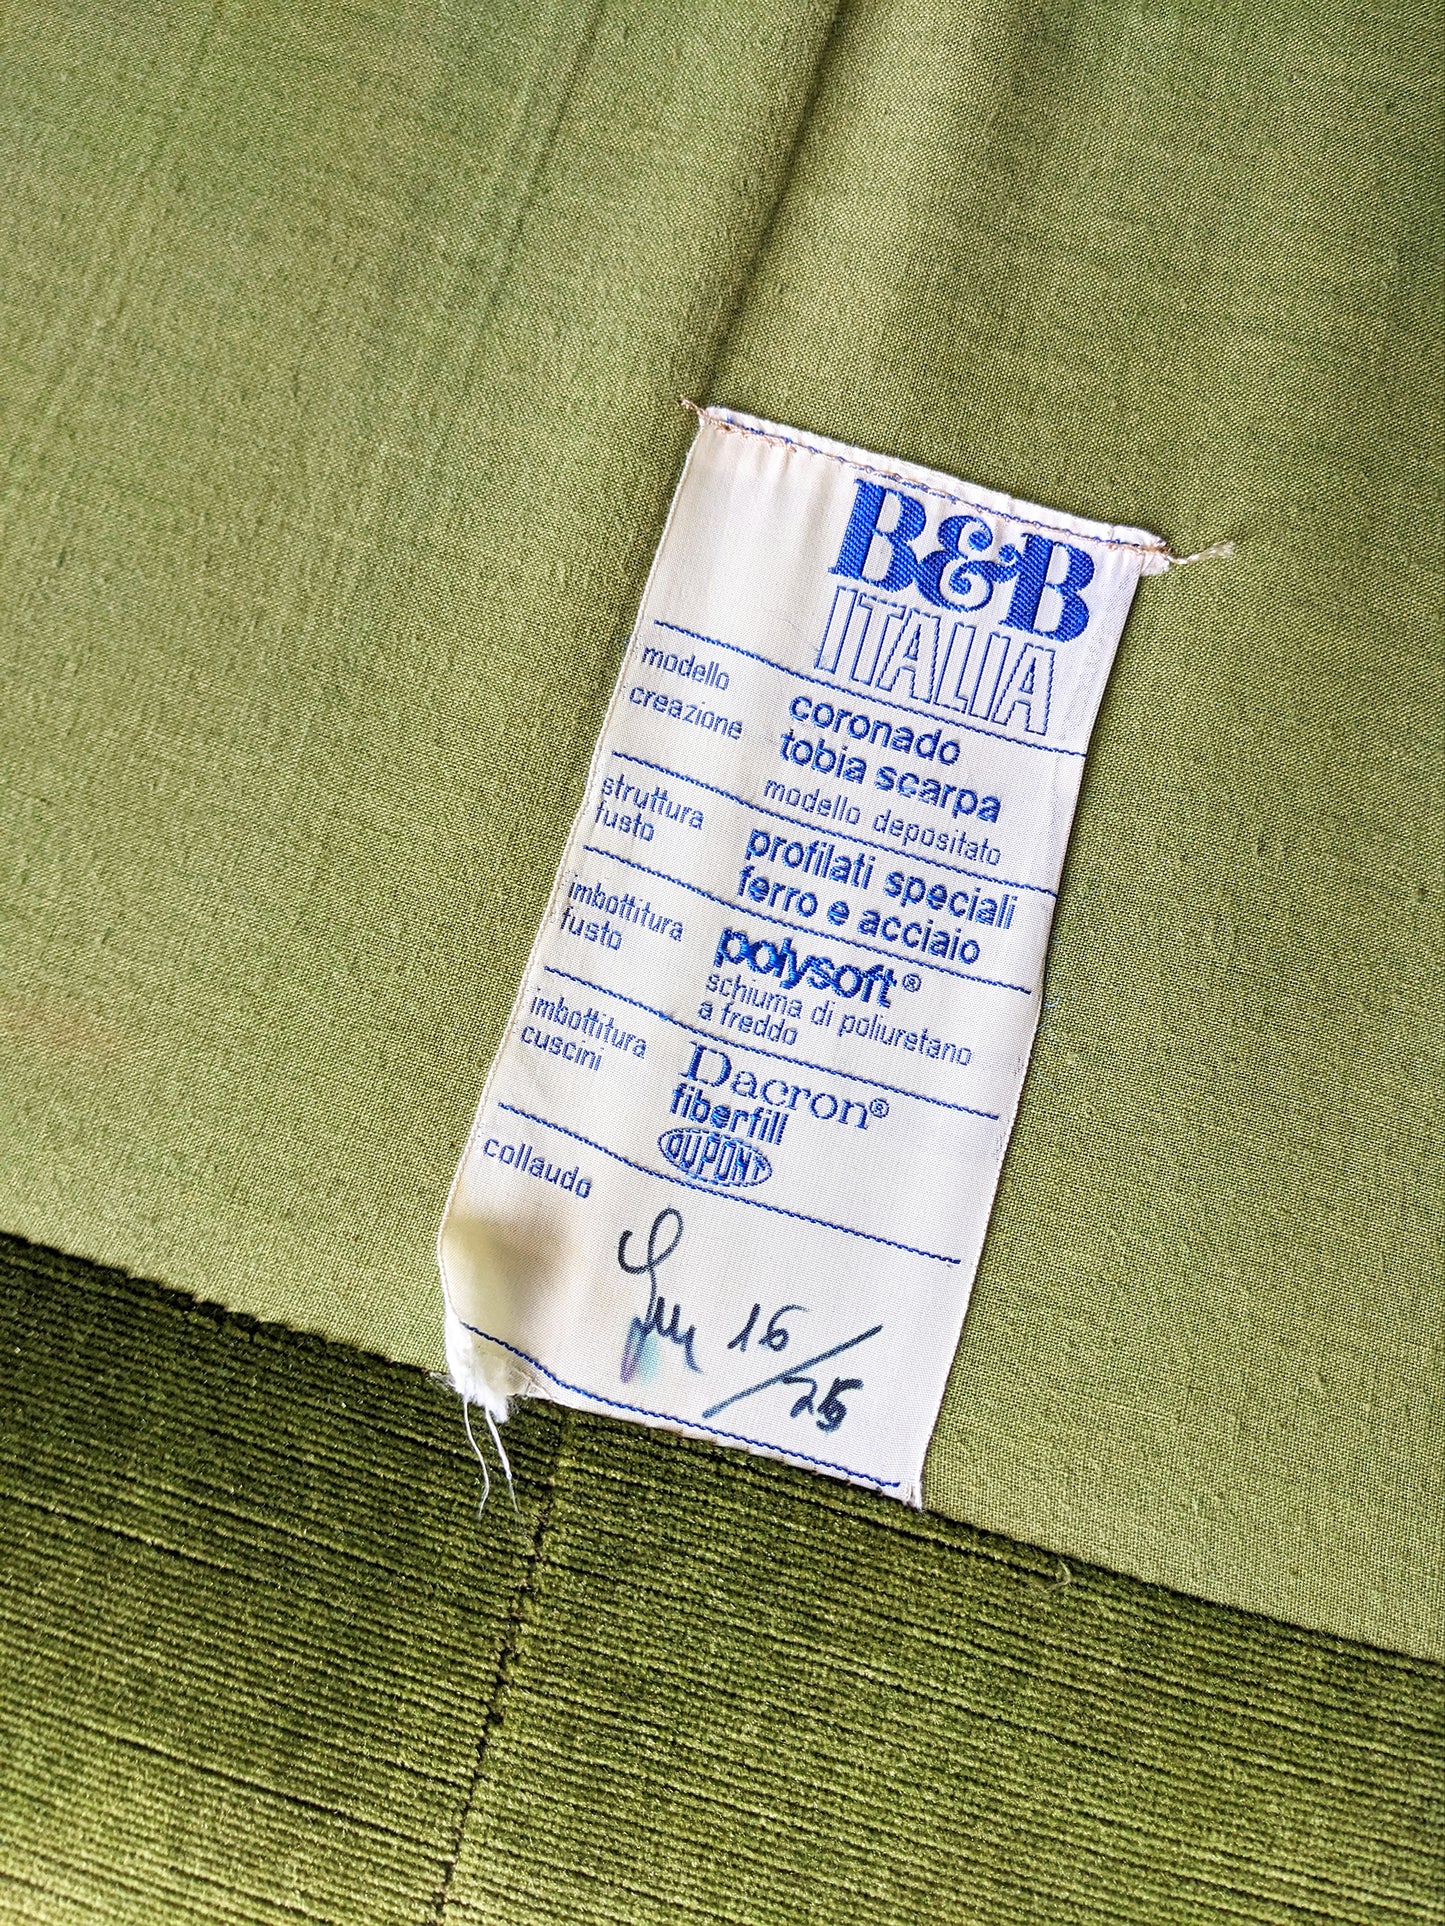 B&B
ITALIA
modello coronado
creazione tobia scarpa
modello depositato
struttura profilati speciali
fusto ferro e acciaio
imbottitura polysoft®
fusto schiuma di poliuretano
a freddo
imbottitura Dacron®
cuscini fiberfill
DUPONT
collaudo
16/